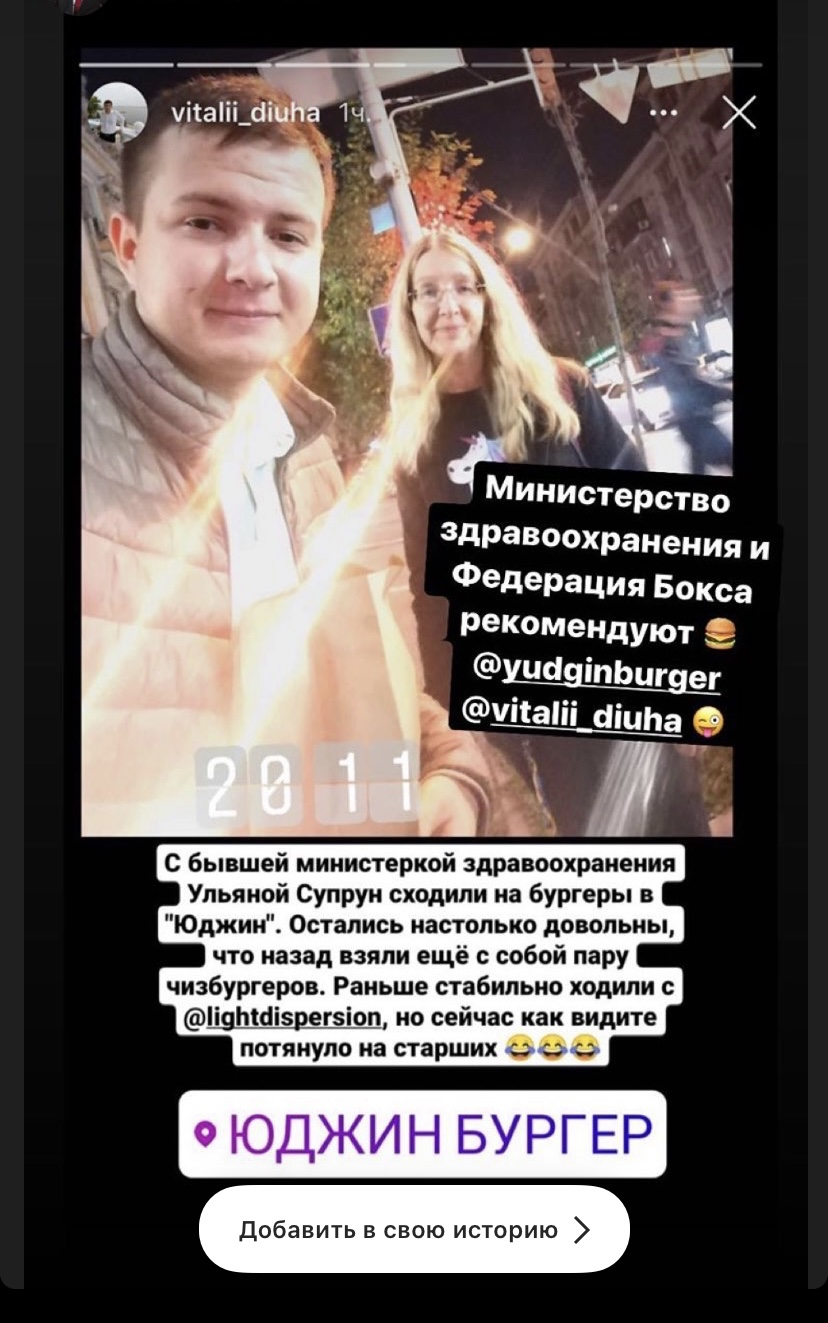 vitalii_diuha 1ч.
Министерство
здравоохранения и
Федерация Бокса
рекомендуют 🍔
@yudginburger
@vitalii_diuha 😜
20 11
С бывшей министеркой здравоохранения
Ульяной Супрун сходили на бургеры в
"Юджин". Остались настолько довольны,
что назад взяли ещё с собой пару
чизбургеров. Раньше стабильно ходили с
@lightdispersion, но сейчас как видите
потянуло на старших 😂😂😂
ЮДЖИН БУРГЕР
Добавить в свою историю